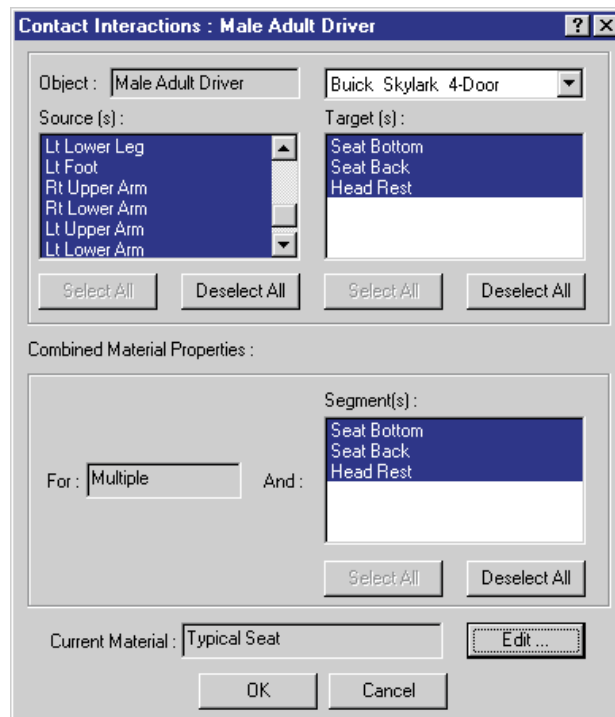 Contact Interactions : Male Adult Driver ? X
Object : Male Adult Driver Buick Skylark 4-Door
Source (s) : Target (s) :
Lt Lower Leg Seat Bottom
Lt Foot Seat Back
Rt Upper Arm Head Rest
Rt Lower Arm
Lt Upper Arm
Lt Lower Arm
Select All Deselect All Select All Deselect All
Combined Material Properties :
Segment(s) :
Seat Bottom
Seat Back
Head Rest
For : Multiple And :
Select All Deselect All
Current Material : Typical Seat Edit ...
OK Cancel